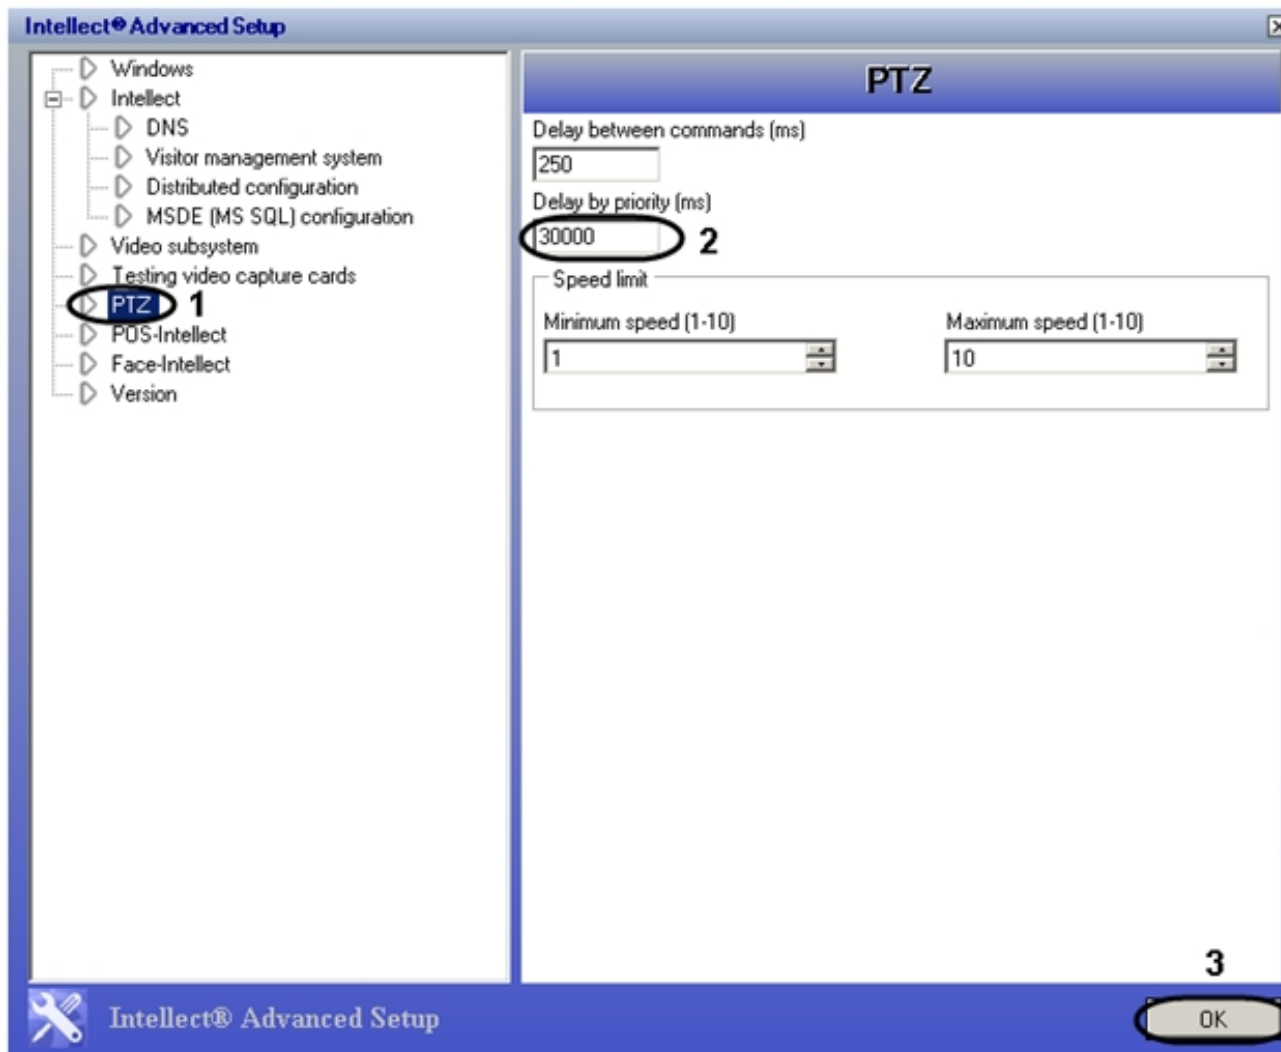 Intellect® Advanced Setup
Windows
Intellect
DNS
Visitor management system
Distributed configuration
MSDE (MS SQL) configuration
Video subsystem
Testing video capture cards
PTZ 1
POS-Intellect
Face-Intellect
Version
PTZ
Delay between commands (ms)
250
Delay by priority (ms)
30000 2
Speed limit
Minimum speed (1-10) Maximum speed (1-10)
1 10
3
Intellect® Advanced Setup
OK